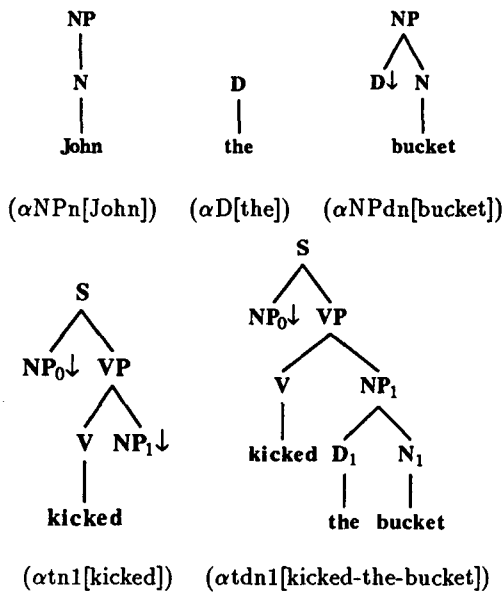 NP NP
N D D↓ N
John the bucket
(αNPn[John]) (αD[the]) (αNPdn[bucket])
S
S
NP₀↓ VP
NP₀↓ VP
V NP₁
V NP₁↓
kicked D₁ N₁
kicked
the bucket
(αtn1[kicked]) (αtdn1[kicked-the-bucket])